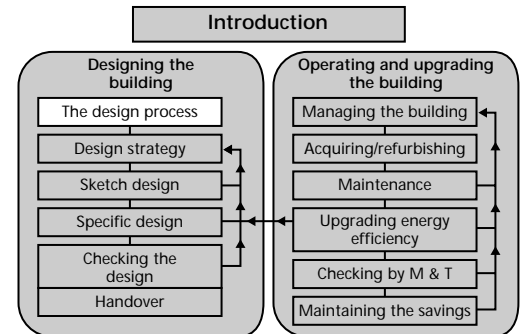 Introduction
Designing the
building
The design process
Design strategy
Sketch design
Specific design
Checking the
design
Handover
Operating and upgrading
the building
Managing the building
Acquiring/refurbishing
Maintenance
Upgrading energy
efficiency
Checking by M & T
Maintaining the savings